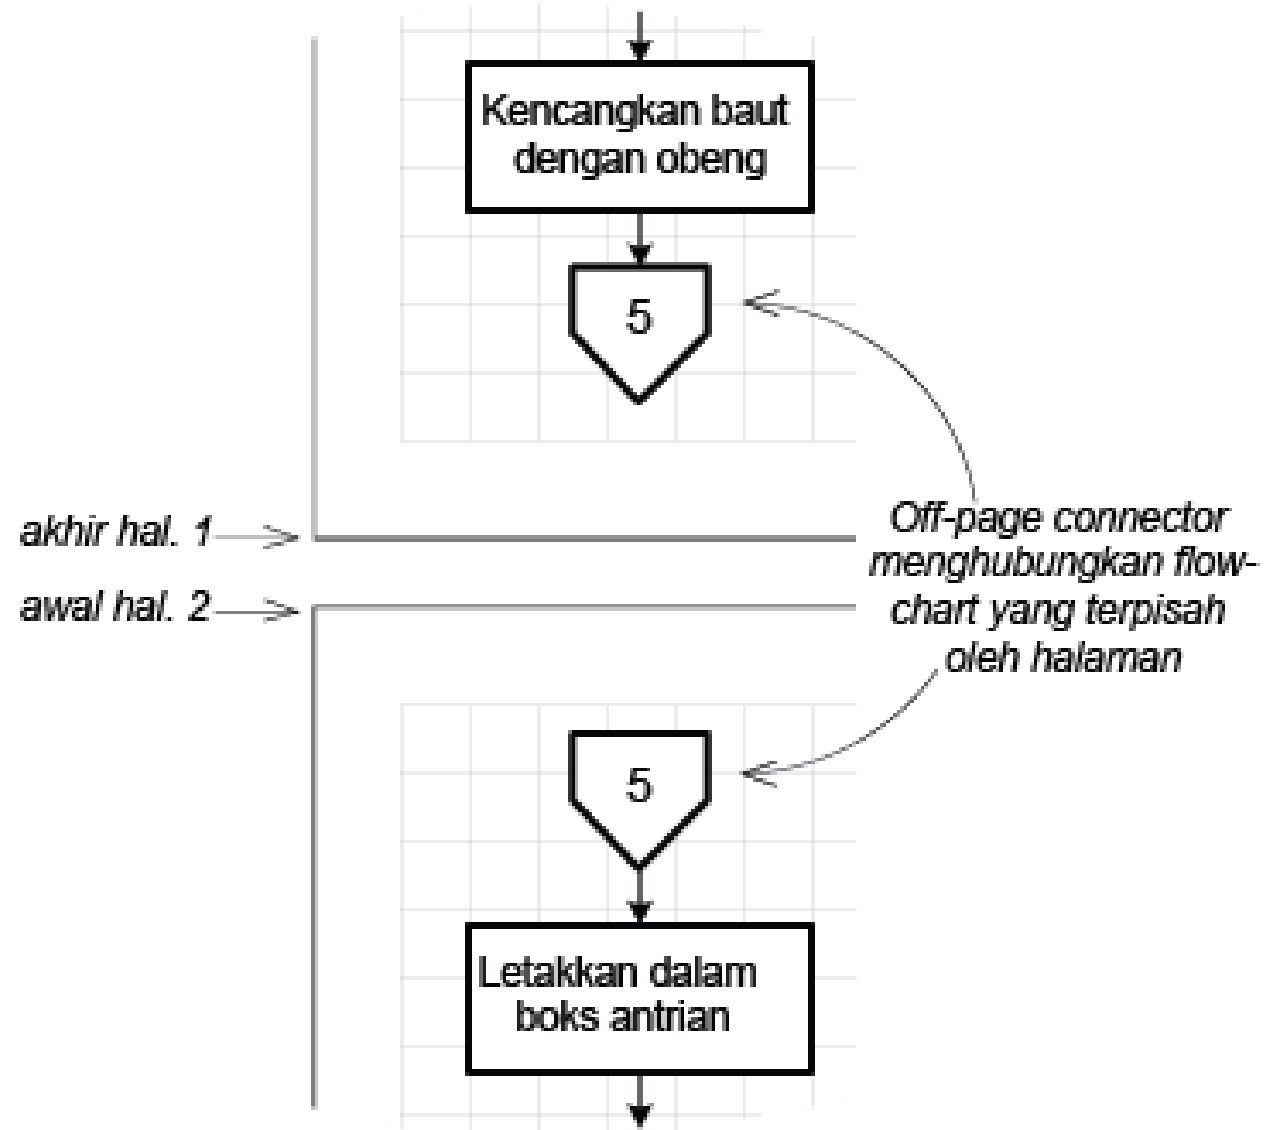 Kencangkan baut
dengan obeng
5
akhir hal. 1
awal hal. 2
Off-page connector
menghubungkan flow-
chart yang terpisah
oleh halaman
5
Letakkan dalam
boks antrian